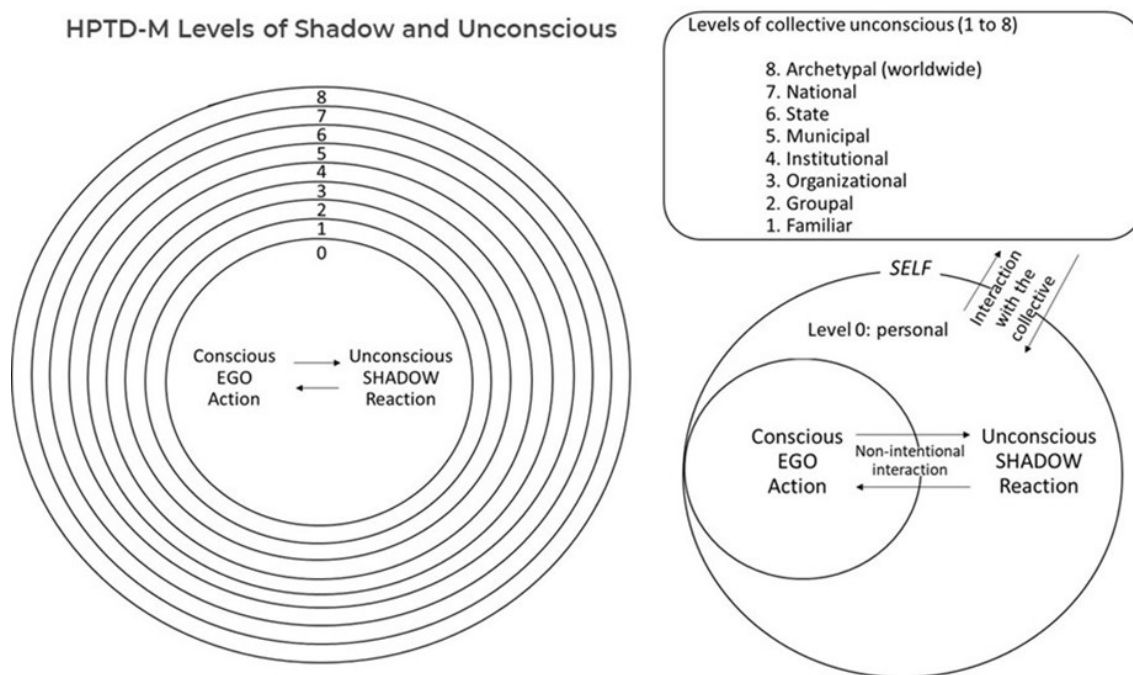 HPTD-M Levels of Shadow and Unconscious
8
7
6
5
4
3
2
1
0
Conscious
EGO
Action
Unconscious
SHADOW
Reaction
Levels of collective unconscious (1 to 8)
8. Archetypal (worldwide)
7. National
6. State
5. Municipal
4. Institutional
3. Organizational
2. Groupal
1. Familiar
SELF
Interaction
with the
collective
Level 0: personal
Conscious
EGO
Action
Non-intentional
interaction
Unconscious
SHADOW
Reaction